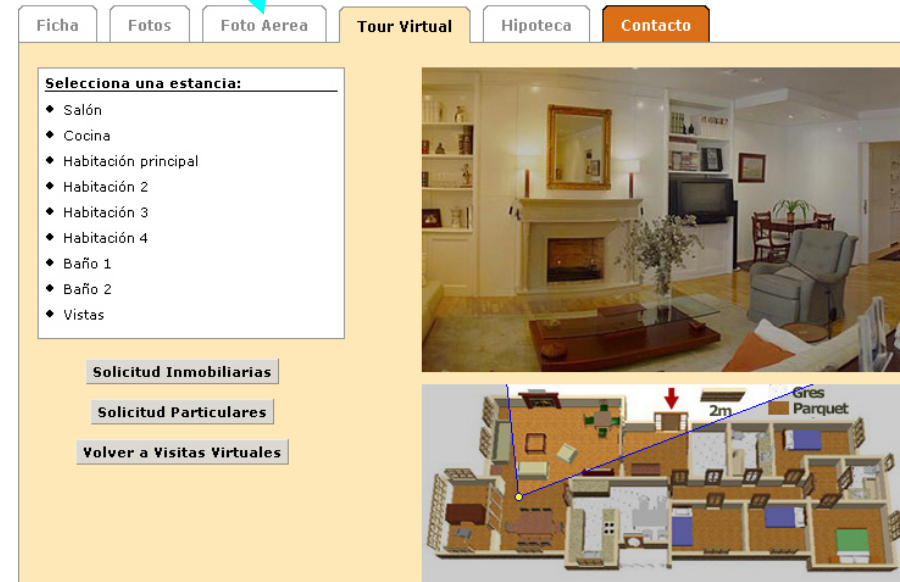 Ficha Fotos Foto Aerea Tour Virtual Hipoteca Contacto
Selecciona una estancia:
Salón
Cocina
Habitación principal
Habitación 2
Habitación 3
Habitación 4
Baño 1
Baño 2
Vistas
Solicitud Inmobiliarias
Solicitud Particulares
Volver a Visitas Virtuales
Gres
2m Parquet